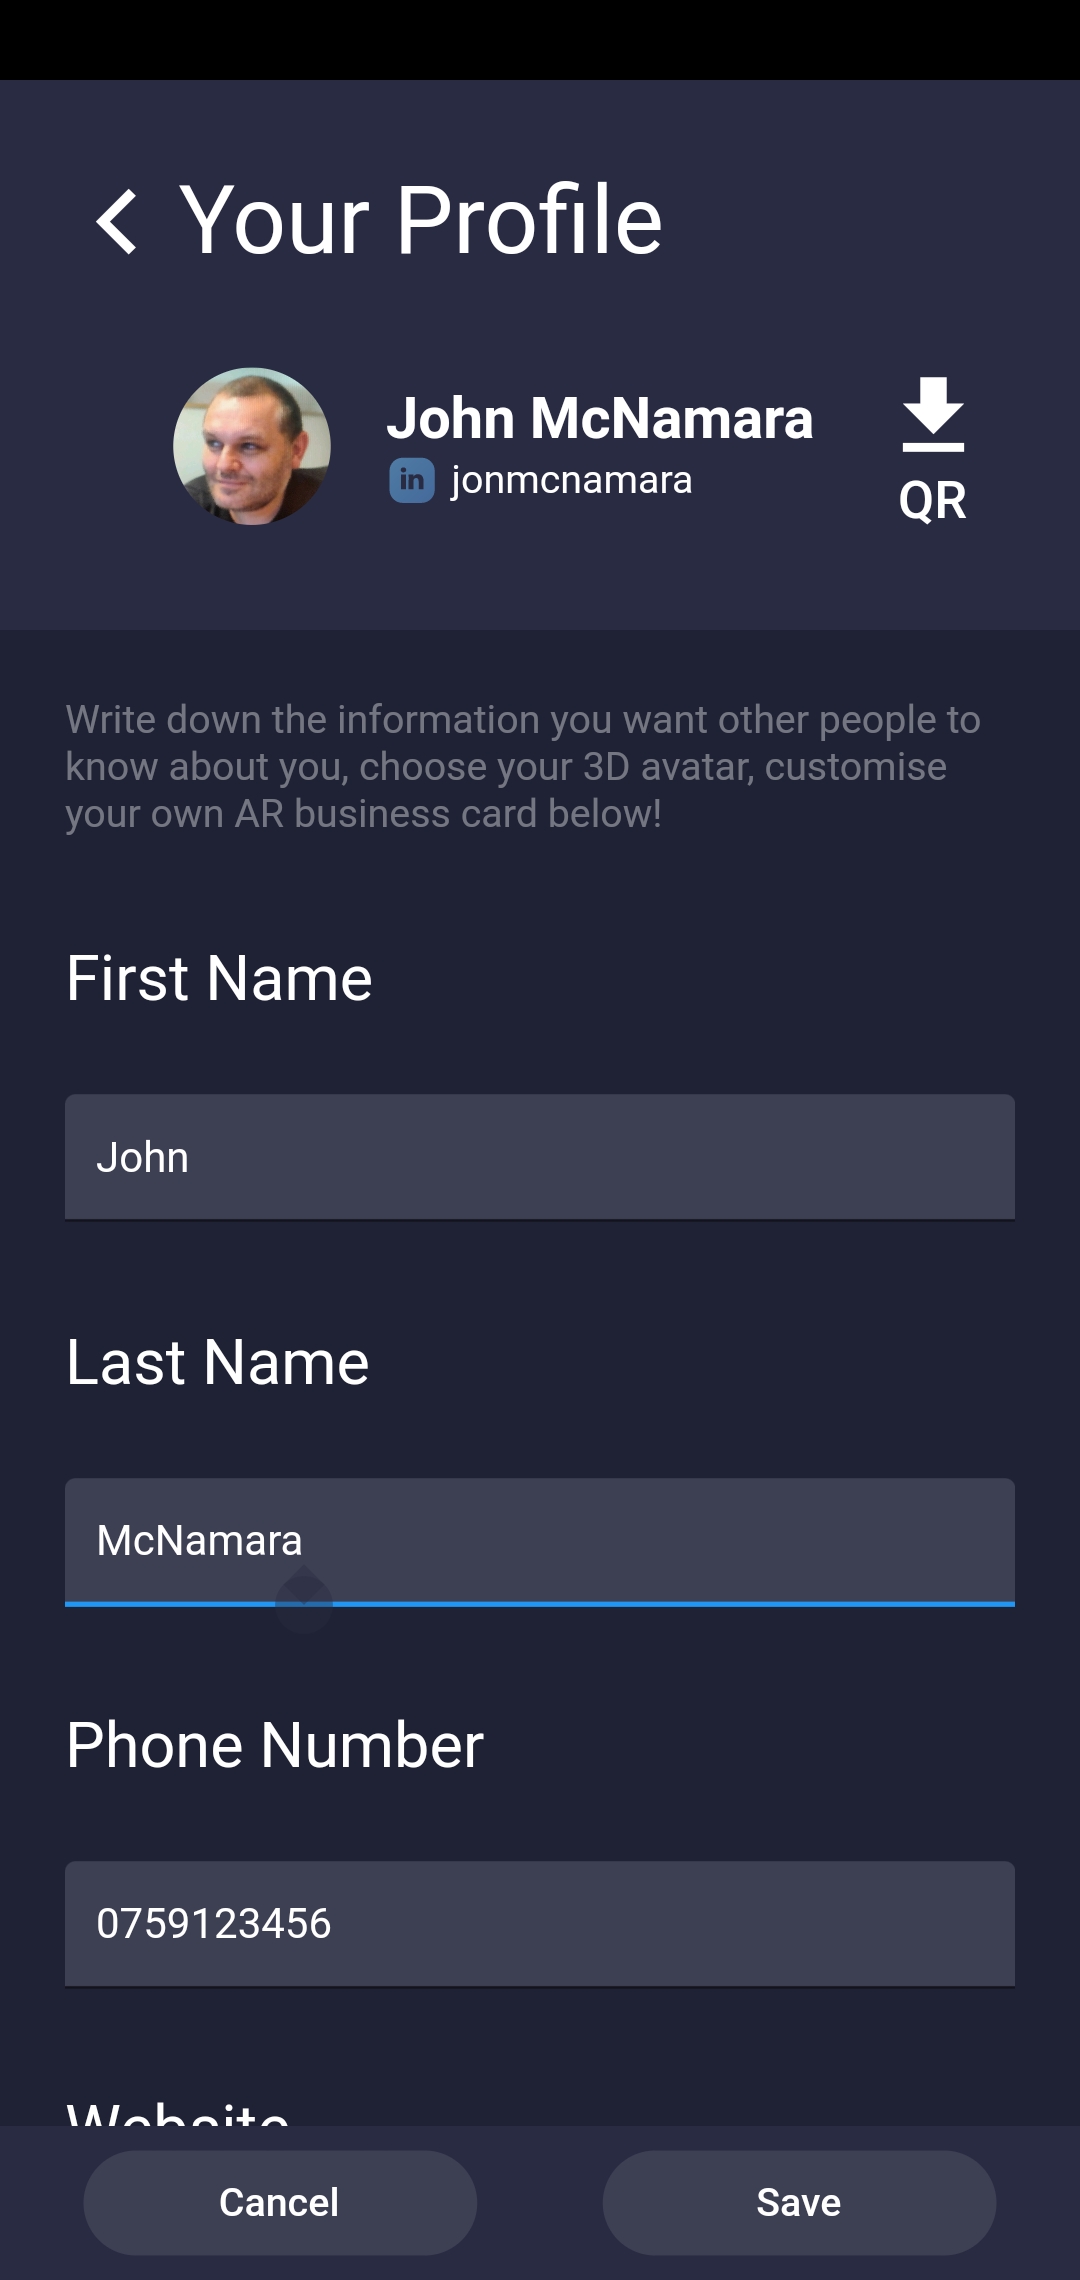 Your Profile
John McNamara
in jonmcnamara
QR
Write down the information you want other people to
know about you, choose your 3D avatar, customise
your own AR business card below!
First Name
John
Last Name
McNamara
Phone Number
0759123456
Website
Cancel
Save